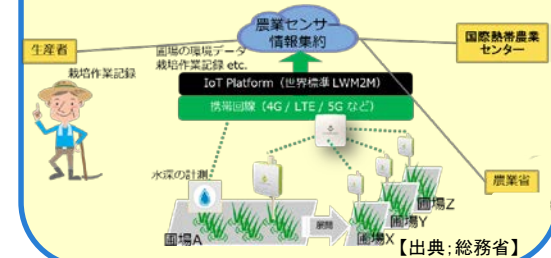 農業センサー
情報集約
生産者
国際熱帯農業
センター
圃場の環境データ
栽培作業記録 etc.
栽培作業記録
IoT Platform（世界標準 LWM2M）
携帯回線（4G / LTE / 5G など）
水深の計測
農業省
圃場Z
圃場Y
展開
圃場A
圃場X
【出典;総務省】